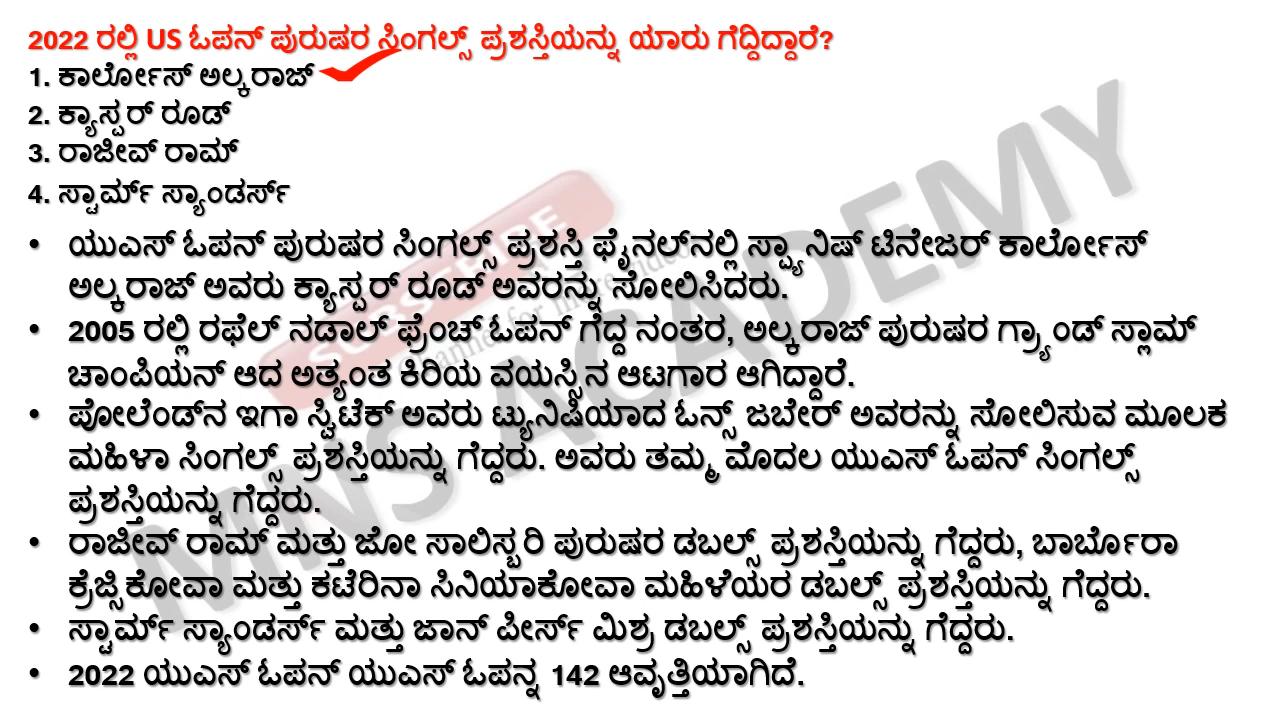 2022 ರಲ್ಲಿ US ಓಪನ್ ಪುರುಷರ ಸಿಂಗಲ್ಸ್ ಪ್ರಶಸ್ತಿಯನ್ನು ಯಾರು ಗೆದ್ದಿದ್ದಾರೆ?
1. ಕಾರ್ಲೋಸ್ ಅಲ್ಕರಾಜ್
2. ಕ್ಯಾಸ್ಪರ್ ರೂಡ್
3. ರಾಜೀವ್ ರಾಮ್
4. ಸ್ಟಾರ್ಮ್ ಸ್ಯಾಂಡರ್ಸ್
• ಯುಎಸ್ ಓಪನ್ ಪುರುಷರ ಸಿಂಗಲ್ಸ್ ಪ್ರಶಸ್ತಿ ಫೈನಲ್‌ನಲ್ಲಿ ಸ್ಪ್ಯಾನಿಷ್ ಟಿನೇಜರ್ ಕಾರ್ಲೋಸ್
ಅಲ್ಕರಾಜ್ ಅವರು ಕ್ಯಾಸ್ಪರ್ ರೂಡ್ ಅವರನ್ನು ಸೋಲಿಸಿದರು.
• 2005 ರಲ್ಲಿ ರಫೆಲ್ ನಡಾಲ್ ಫ್ರೆಂಚ್ ಓಪನ್ ಗೆದ್ದ ನಂತರ, ಅಲ್ಕರಾಜ್ ಪುರುಷರ ಗ್ರ್ಯಾಂಡ್ ಸ್ಲಾಮ್
ಚಾಂಪಿಯನ್ ಆದ ಅತ್ಯಂತ ಕಿರಿಯ ವಯಸ್ಸಿನ ಆಟಗಾರ ಆಗಿದ್ದಾರೆ.
• ಪೋಲೆಂಡ್‌ನ ಇಗಾ ಸ್ವಿಟೆಕ್ ಅವರು ಟ್ಯುನಿಷಿಯಾದ ಓನ್ಸ್ ಜಬೇರ್ ಅವರನ್ನು ಸೋಲಿಸುವ ಮೂಲಕ
ಮಹಿಳಾ ಸಿಂಗಲ್ಸ್ ಪ್ರಶಸ್ತಿಯನ್ನು ಗೆದ್ದರು. ಅವರು ತಮ್ಮ ಮೊದಲ ಯುಎಸ್ ಓಪನ್ ಸಿಂಗಲ್ಸ್
ಪ್ರಶಸ್ತಿಯನ್ನು ಗೆದ್ದರು.
• ರಾಜೀವ್ ರಾಮ್ ಮತ್ತು ಜೋ ಸಾಲಿಸ್ಬರಿ ಪುರುಷರ ಡಬಲ್ಸ್ ಪ್ರಶಸ್ತಿಯನ್ನು ಗೆದ್ದರು, ಬಾರ್ಬೊರಾ
ಕ್ರೆಜ್ಸಿಕೋವಾ ಮತ್ತು ಕಟೆರಿನಾ ಸಿನಿಯಾಕೋವಾ ಮಹಿಳೆಯರ ಡಬಲ್ಸ್ ಪ್ರಶಸ್ತಿಯನ್ನು ಗೆದ್ದರು.
• ಸ್ಟಾರ್ಮ್ ಸ್ಯಾಂಡರ್ಸ್ ಮತ್ತು ಜಾನ್ ಪೀರ್ಸ್ ಮಿಶ್ರ ಡಬಲ್ಸ್ ಪ್ರಶಸ್ತಿಯನ್ನು ಗೆದ್ದರು.
• 2022 ಯುಎಸ್ ಓಪನ್ ಯುಎಸ್ ಓಪನ್ನ 142 ಆವೃತ್ತಿಯಾಗಿದೆ.
SUBSCRIBE
MNS ACADEMY